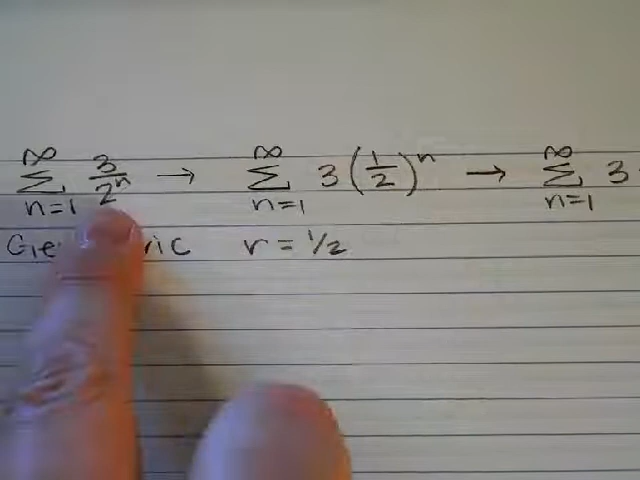 ∞ ∑ n=1 3/2^n → ∞ ∑ n=1 3(1/2)^n → ∞ ∑ n=1 3
r = 1/2